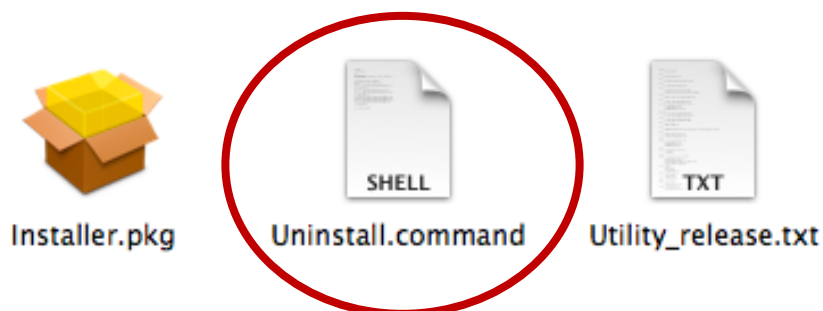 SHELL
TXT
Installer.pkg
Uninstall.command
Utility_release.txt